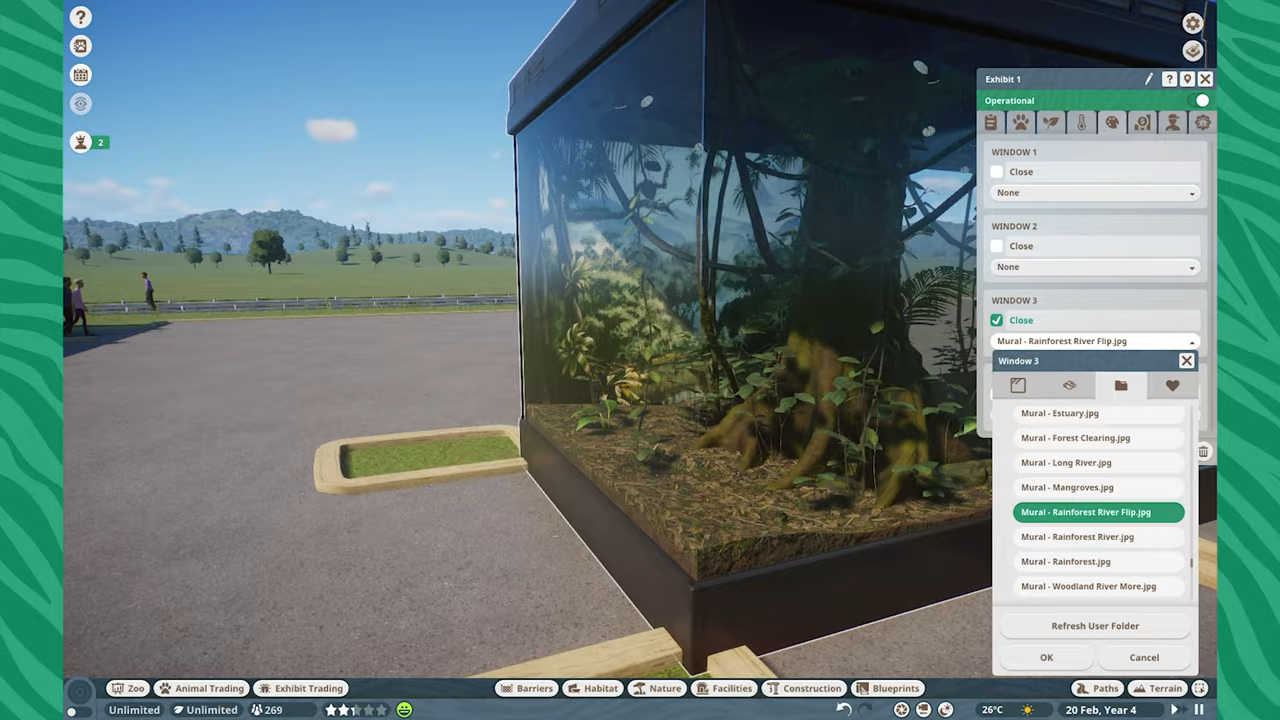 ?
2
Exhibit 1
?
Operational
WINDOW 1
Close
None
WINDOW 2
Close
None
WINDOW 3
Close
Mural - Rainforest River Flip.jpg
Window 3
Mural - Estuary.jpg
Mural - Forest Clearing.jpg
Mural - Long River.jpg
Mural - Mangroves.jpg
Mural - Rainforest River Flip.jpg
Mural - Rainforest River.jpg
Mural - Rainforest.jpg
Mural - Woodland River More.jpg
Refresh User Folder
OK Cancel
Zoo Animal Trading Exhibit Trading Barriers Habitat Nature Facilities Construction Blueprints Paths Terrain
Unlimited Unlimited 269 26°C 20 Feb, Year 4